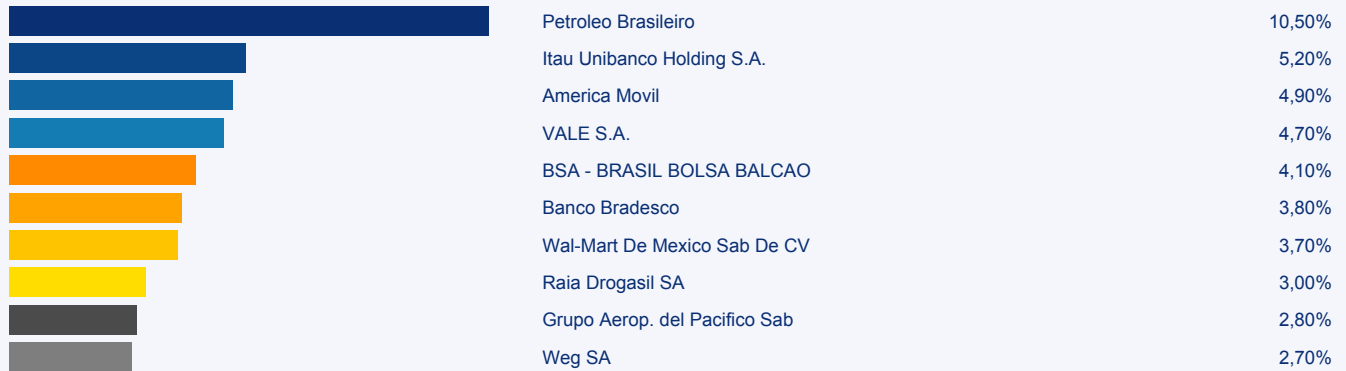 Petroleo Brasileiro 10,50%
Itau Unibanco Holding S.A. 5,20%
America Movil 4,90%
VALE S.A. 4,70%
BSA - BRASIL BOLSA BALCAO 4,10%
Banco Bradesco 3,80%
Wal-Mart De Mexico Sab De CV 3,70%
Raia Drogasil SA 3,00%
Grupo Aerop. del Pacifico Sab 2,80%
Weg SA 2,70%